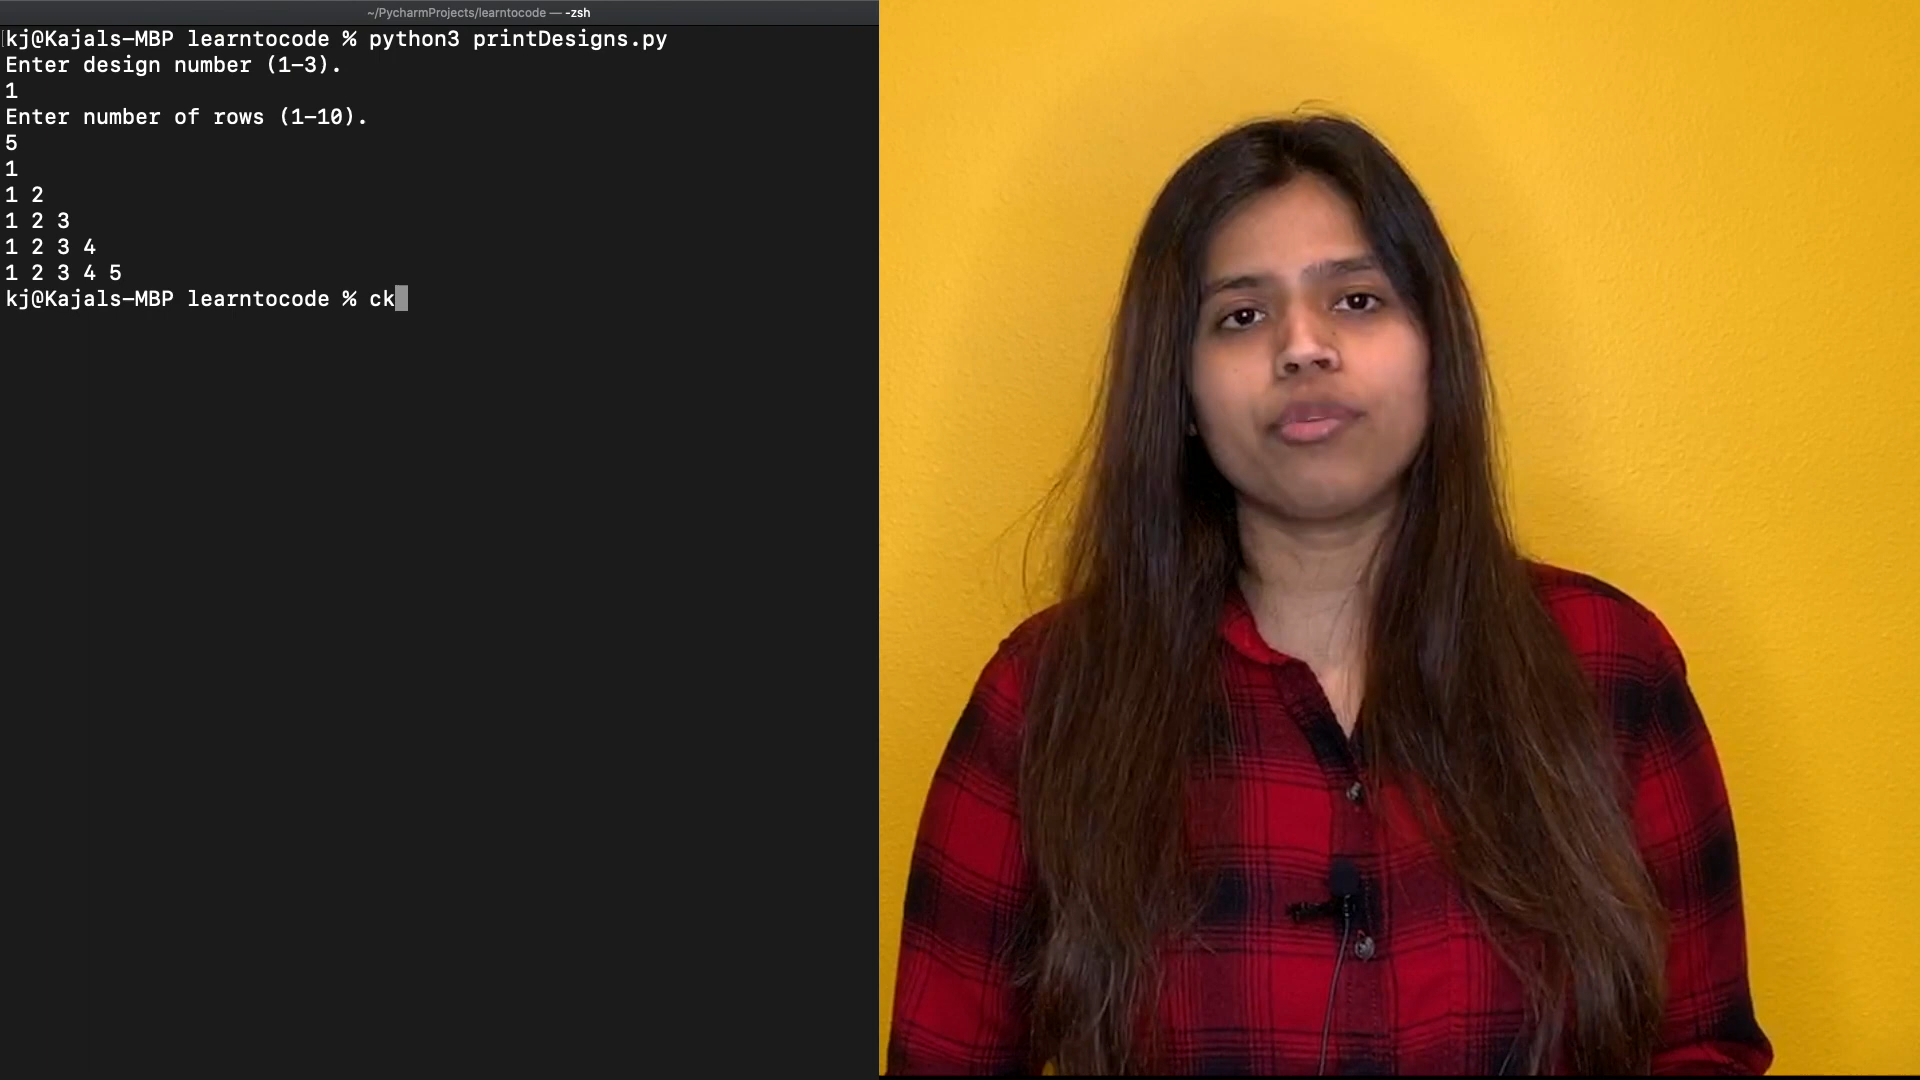 ~/PycharmProjects/learntocode — -zsh
kj@Kajals-MBP learntocode % python3 printDesigns.py
Enter design number (1-3).
1
Enter number of rows (1-10).
5
1
1 2
1 2 3
1 2 3 4
1 2 3 4 5
kj@Kajals-MBP learntocode % ck